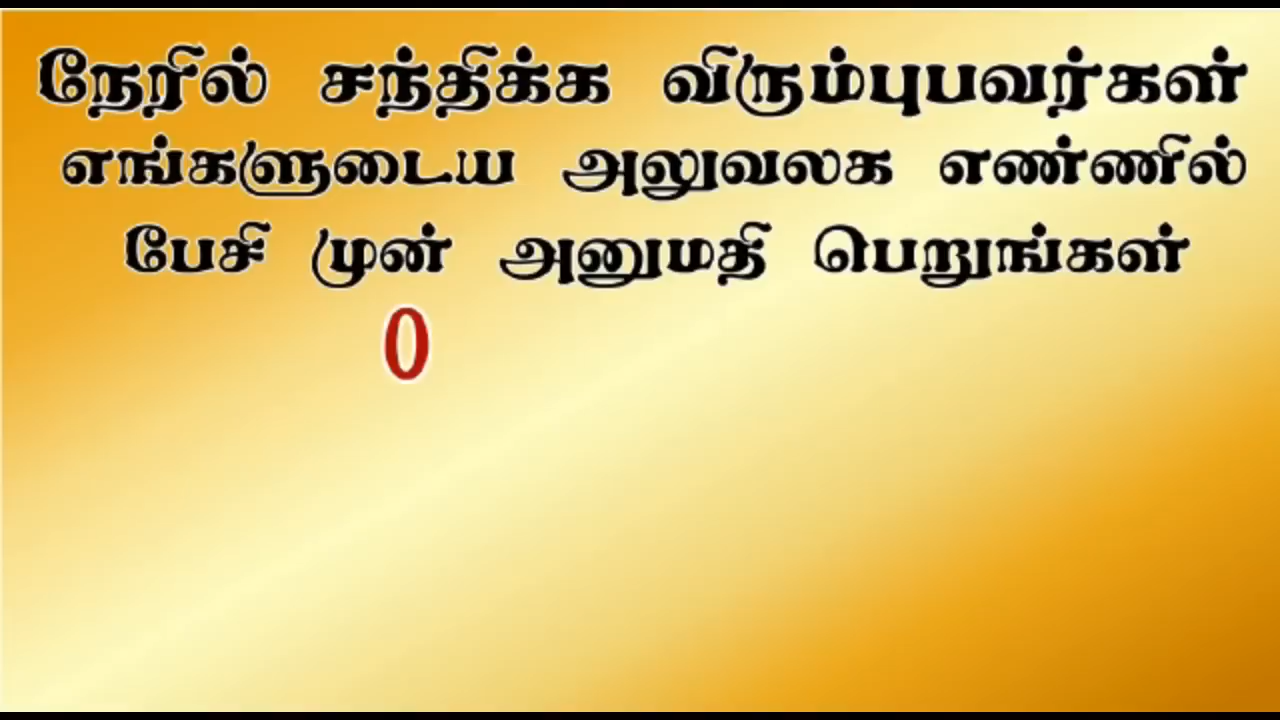 நேரில் சந்திக்க விரும்புபவர்கள்
எங்களுடைய அலுவலக எண்ணில்
பேசி முன் அனுமதி பெறுங்கள்
0